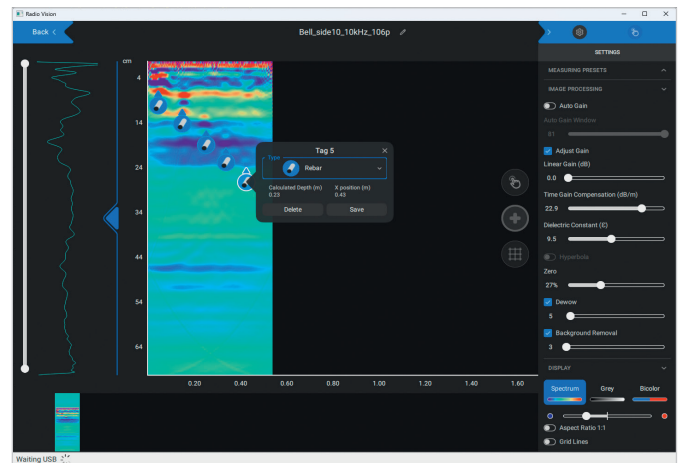 Radio Vision
Back <
Bell_side10_10kHz_106p
SETTINGS
MEASURING PRESETS
IMAGE PROCESSING
Auto Gain
Auto Gain Window
81
Adjust Gain
Linear Gain (dB)
0.0
Time Gain Compensation (dB/m)
22.9
Dielectric Constant (Ɛ)
9.5
Hyperbola
Zero
27%
Dewow
5
Background Removal
3
DISPLAY
Spectrum Grey Bicolor
Aspect Ratio 1:1
Grid Lines
cm
4
14
24
34
44
54
64
Tag 5
Type
Rebar
Calculated Depth (m) X position (m)
0.23 0.43
Delete Save
0.20 0.40 0.60 0.80 1.00 1.20 1.40 1.60
Waiting USB